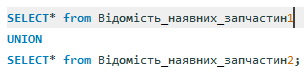 SELECT* from Відомість_наявних_запчастин1
UNION
SELECT* from Відомість_наявних_запчастин2;